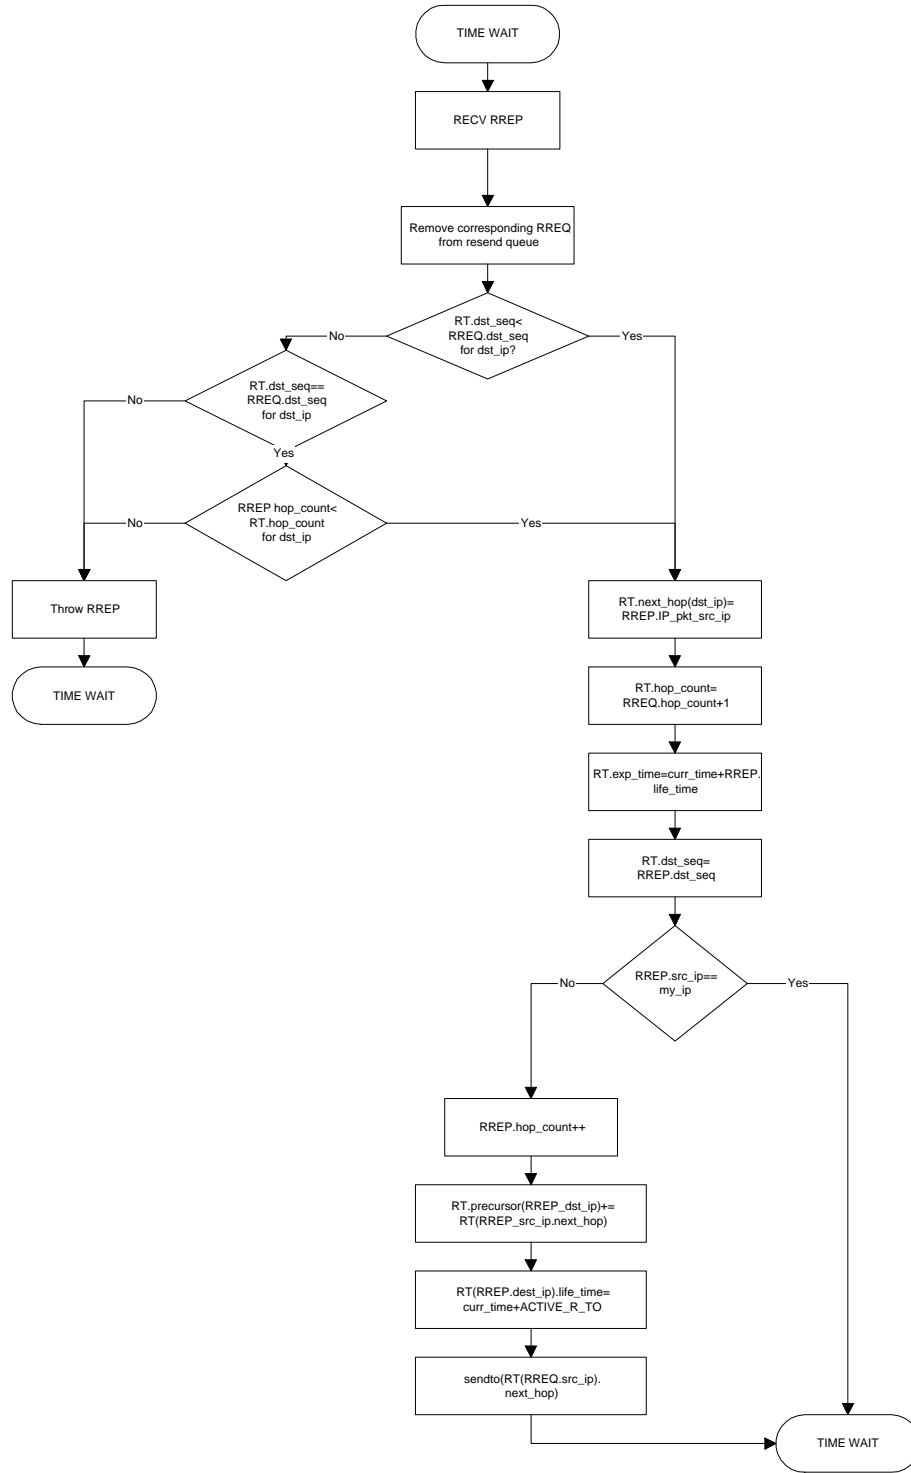 TIME WAIT
RECV RREP
Remove corresponding RREQ
from resend queue
RT.dst_seq<
RREQ.dst_seq
for dst_ip?
No
Yes
RT.dst_seq==
RREQ.dst_seq
for dst_ip
No
Yes
RREP hop_count<
RT.hop_count
for dst_ip
No
Yes
Throw RREP
RT.next_hop(dst_ip)=
RREP.IP_pkt_src_ip
TIME WAIT
RT.hop_count=
RREQ.hop_count+1
RT.exp_time=curr_time+RREP.
life_time
RT.dst_seq=
RREP.dst_seq
RREP.src_ip==
my_ip
No
Yes
RREP.hop_count++
RT.precursor(RREP_dst_ip)+=
RT(RREP_src_ip.next_hop)
RT(RREP.dest_ip).life_time=
curr_time+ACTIVE_R_TO
sendto(RT(RREQ.src_ip).
next_hop)
TIME WAIT